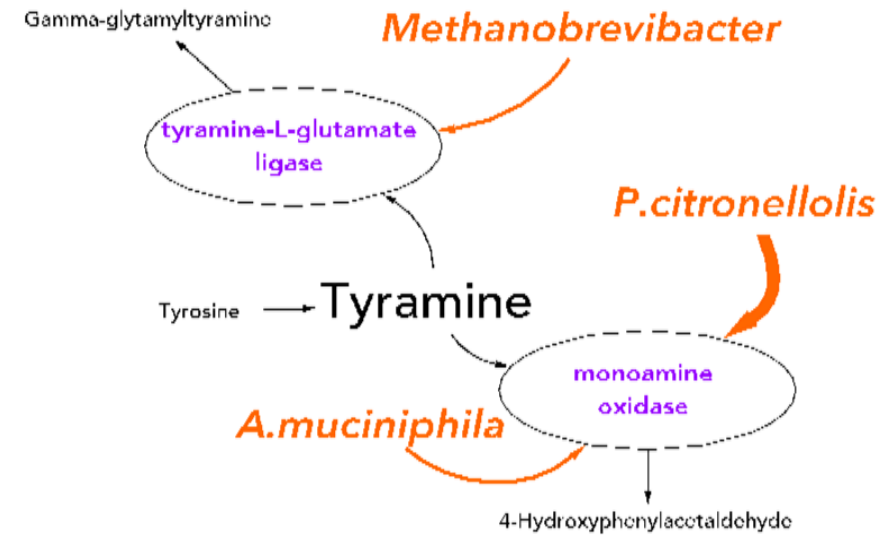 Gamma-glytamyltyramine
Methanobrevibacter
tyramine-L-glutamate
ligase
P.citronellolis
Tyrosine
Tyramine
monoamine
oxidase
A.muciniphila
4-Hydroxyphenylacetaldehyde